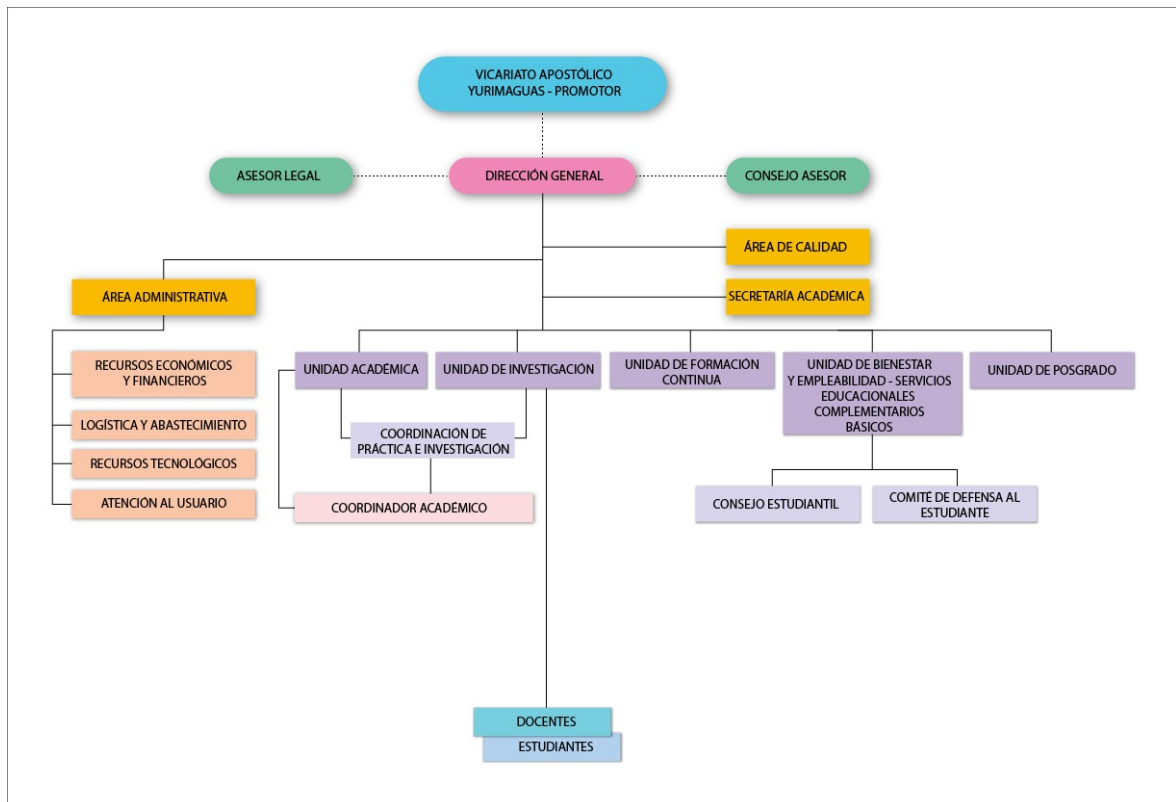 VICARIATO APOSTÓLICO
YURIMAGUAS - PROMOTOR
ASESOR LEGAL
DIRECCIÓN GENERAL
CONSEJO ASESOR
ÁREA DE CALIDAD
ÁREA ADMINISTRATIVA
SECRETARÍA ACADÉMICA
RECURSOS ECONÓMICOS
Y FINANCIEROS
LOGÍSTICA Y ABASTECIMIENTO
RECURSOS TECNOLÓGICOS
ATENCIÓN AL USUARIO
UNIDAD ACADÉMICA
UNIDAD DE INVESTIGACIÓN
UNIDAD DE FORMACIÓN
CONTINUA
UNIDAD DE BIENESTAR
Y EMPLEABILIDAD - SERVICIOS
EDUCACIONALES
COMPLEMENTARIOS
BÁSICOS
UNIDAD DE POSGRADO
COORDINACIÓN DE
PRÁCTICA E INVESTIGACIÓN
COORDINADOR ACADÉMICO
CONSEJO ESTUDIANTIL
COMITÉ DE DEFENSA AL
ESTUDIANTE
DOCENTES
ESTUDIANTES